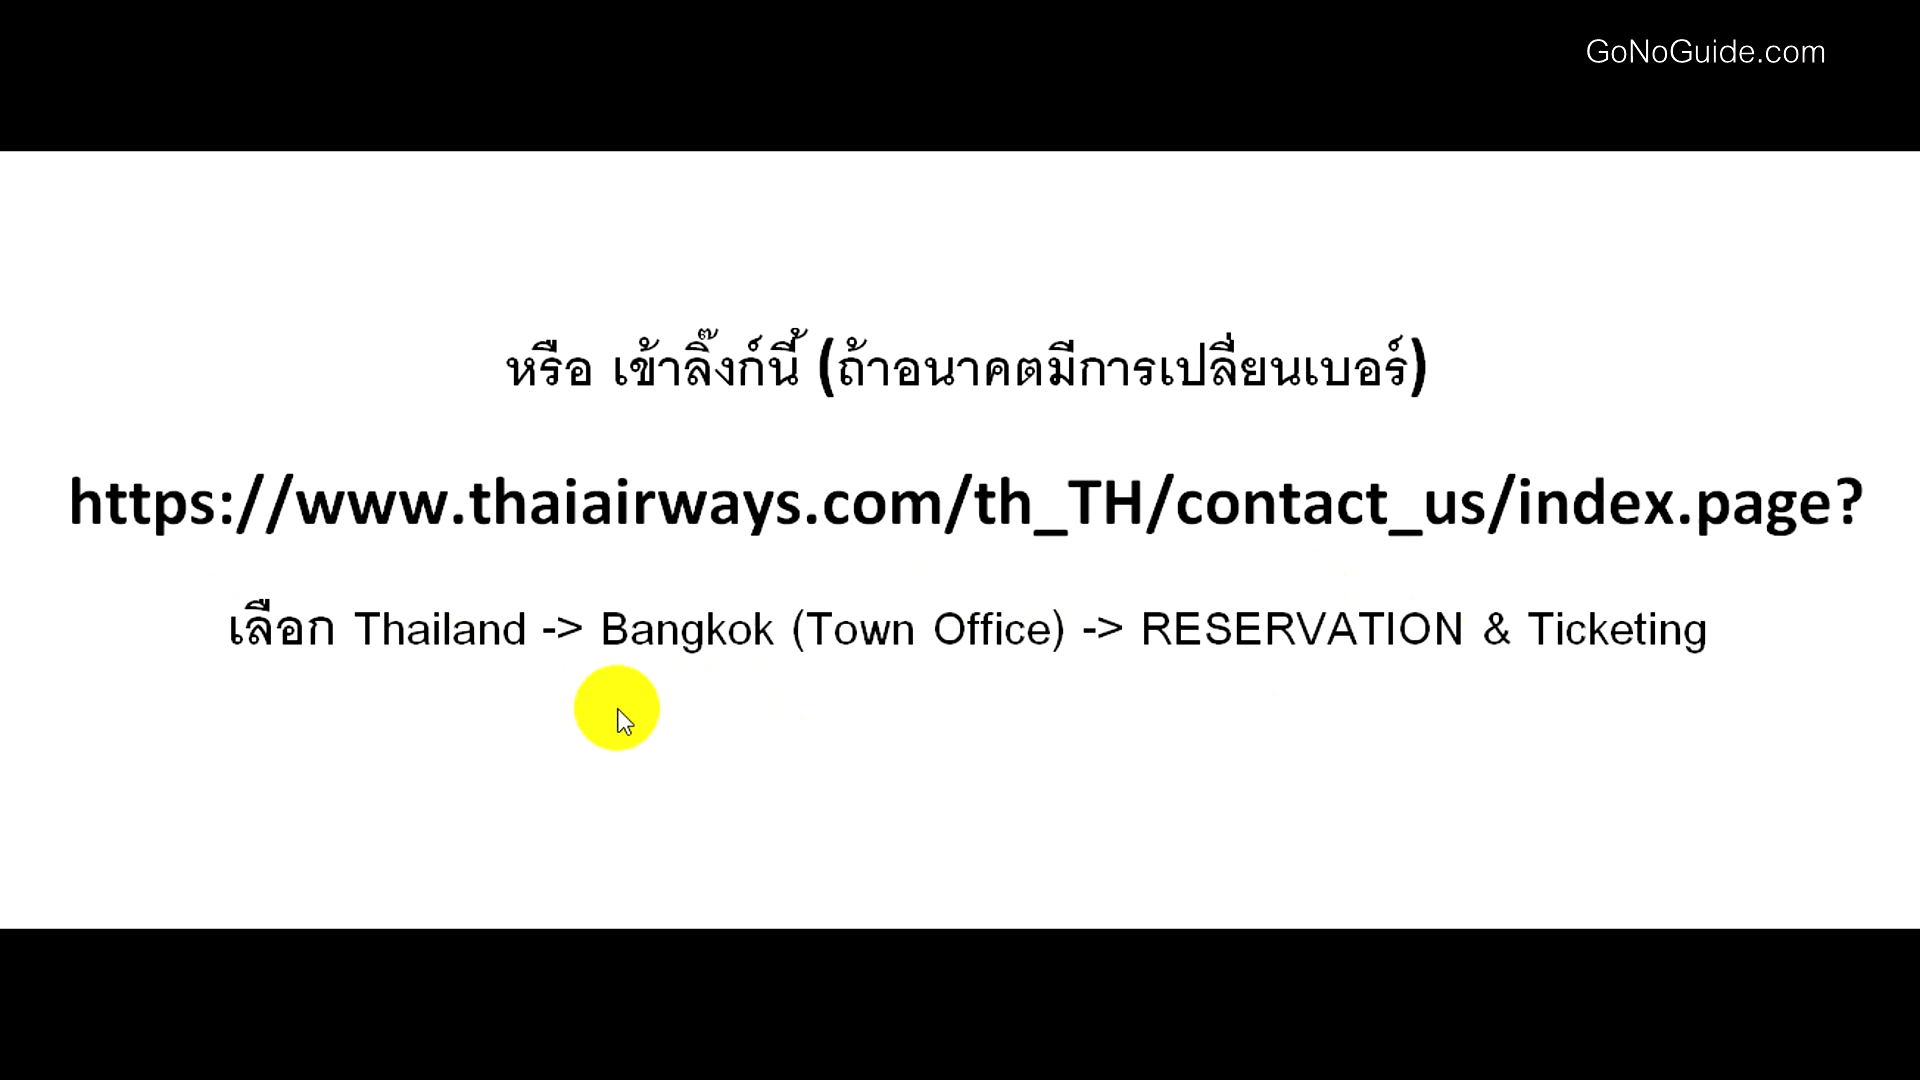 GoNoGuide.com
หรือ เข้าลิ๊งก์นี้ (ถ้าอนาคตมีการเปลี่ยนเบอร์)
https://www.thaiairways.com/th_TH/contact_us/index.page?
เลือก Thailand -> Bangkok (Town Office) -> RESERVATION & Ticketing